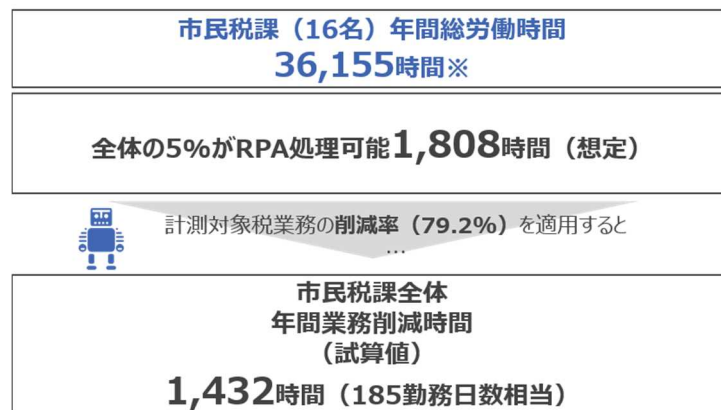 市民税課（16名）年間総労働時間
36,155時間※
全体の5%がRPA処理可能1,808時間（想定）
計測対象税業務の削減率（79.2%）を適用すると
…
市民税課全体
年間業務削減時間
（試算値）
1,432時間（185勤務日数相当）